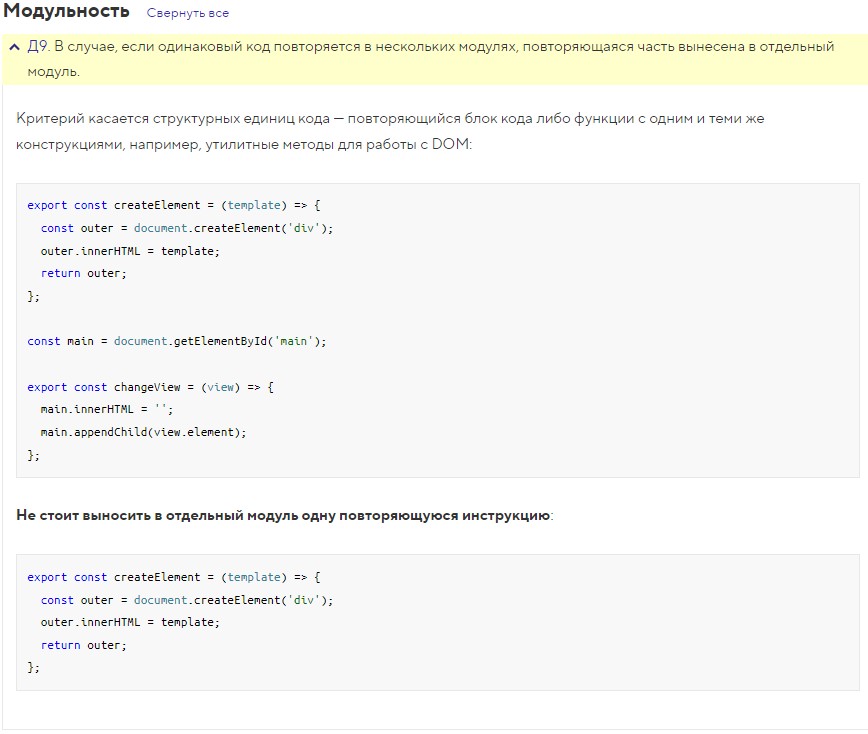 Модульность Свернуть все
Д9. В случае, если одинаковый код повторяется в нескольких модулях, повторяющаяся часть вынесена в отдельный
модуль.
Критерий касается структурных единиц кода — повторяющийся блок кода либо функции с одним и теми же
конструкциями, например, утилитные методы для работы с DOM:
export const createElement = (template) => {
  const outer = document.createElement('div');
  outer.innerHTML = template;
  return outer;
};
const main = document.getElementById('main');
export const changeView = (view) => {
  main.innerHTML = '';
  main.appendChild(view.element);
};
Не стоит выносить в отдельный модуль одну повторяющуюся инструкцию:
export const createElement = (template) => {
  const outer = document.createElement('div');
  outer.innerHTML = template;
  return outer;
};